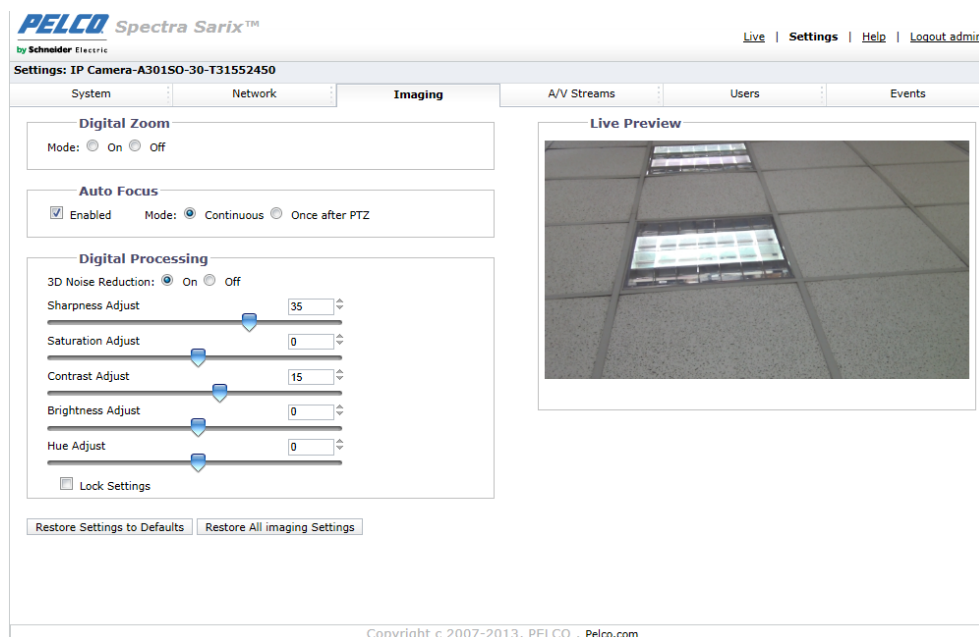 PELCO Spectra Sarix™
by Schneider Electric
Live | Settings | Help | Logout admin
Settings: IP Camera-A301SO-30-T31552450
System Network Imaging A/V Streams Users Events
Digital Zoom
Mode: On Off
Auto Focus
Enabled Mode: Continuous Once after PTZ
Digital Processing
3D Noise Reduction: On Off
Sharpness Adjust 35
Saturation Adjust 0
Contrast Adjust 15
Brightness Adjust 0
Hue Adjust 0
Lock Settings
Restore Settings to Defaults Restore All imaging Settings
Live Preview
Copyright c 2007-2013, PELCO . Pelco.com